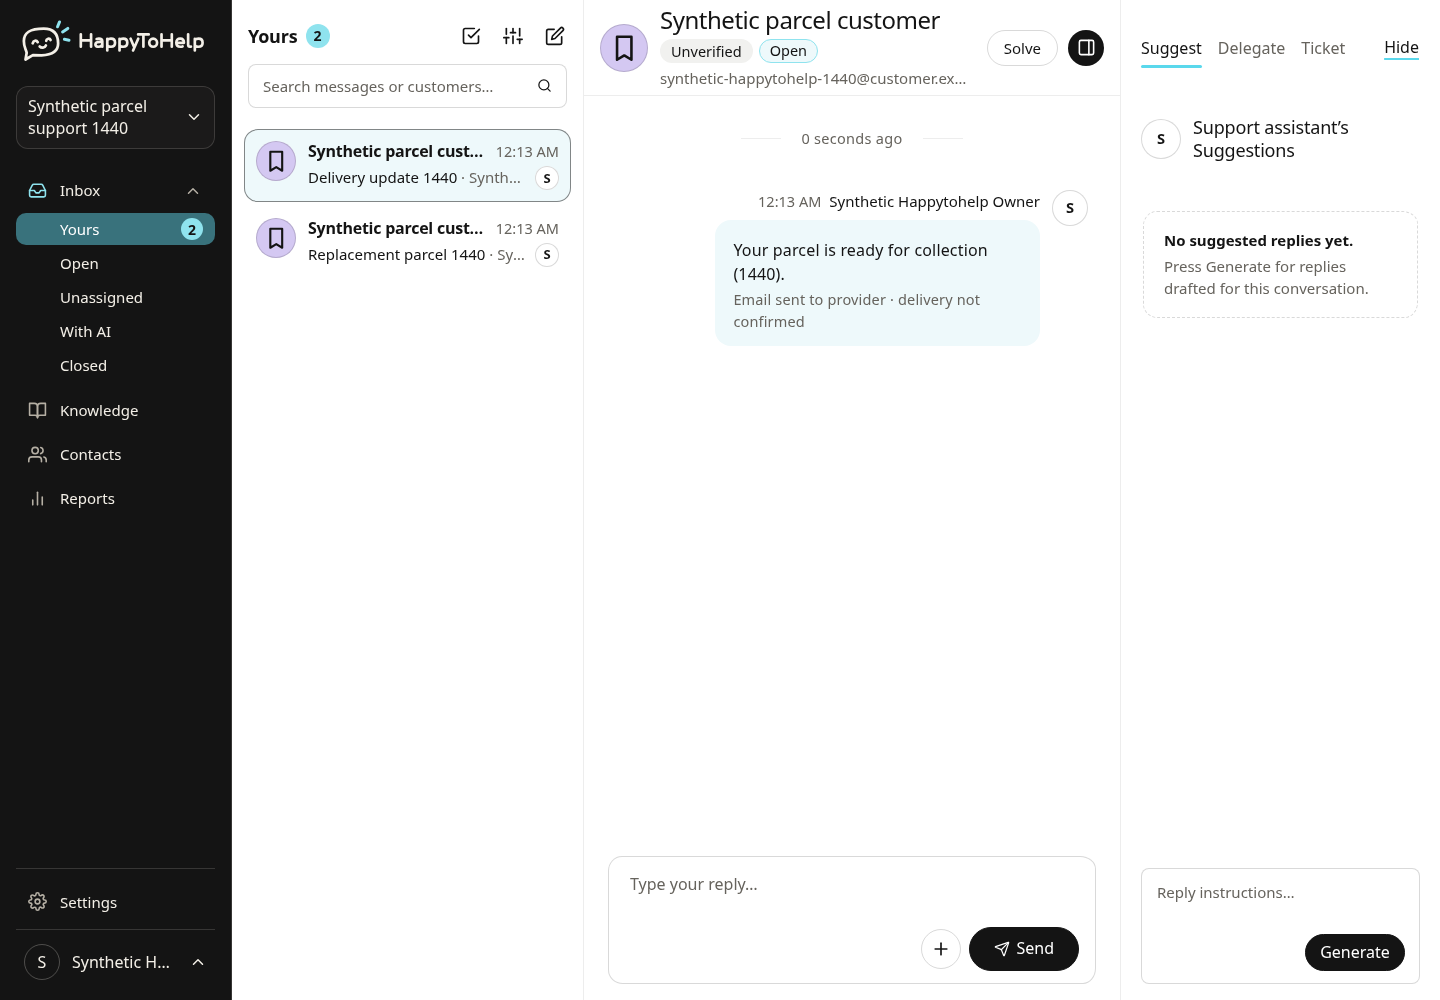 HappyToHelp
Synthetic parcel
support 1440
Inbox
Yours 2
Open
Unassigned
With AI
Closed
Knowledge
Contacts
Reports
Settings
S Synthetic H...
Yours 2
Search messages or customers...
Synthetic parcel cust... 12:13 AM
Delivery update 1440 · Synth... S
Synthetic parcel cust... 12:13 AM
Replacement parcel 1440 · Sy... S
Synthetic parcel customer
Unverified Open
synthetic-happytohelp-1440@customer.ex...
Solve
0 seconds ago
12:13 AM Synthetic Happytohelp Owner S
Your parcel is ready for collection
(1440).
Email sent to provider · delivery not
confirmed
Type your reply...
Send
Suggest Delegate Ticket Hide
S
Support assistant’s
Suggestions
No suggested replies yet.
Press Generate for replies
drafted for this conversation.
Reply instructions...
Generate